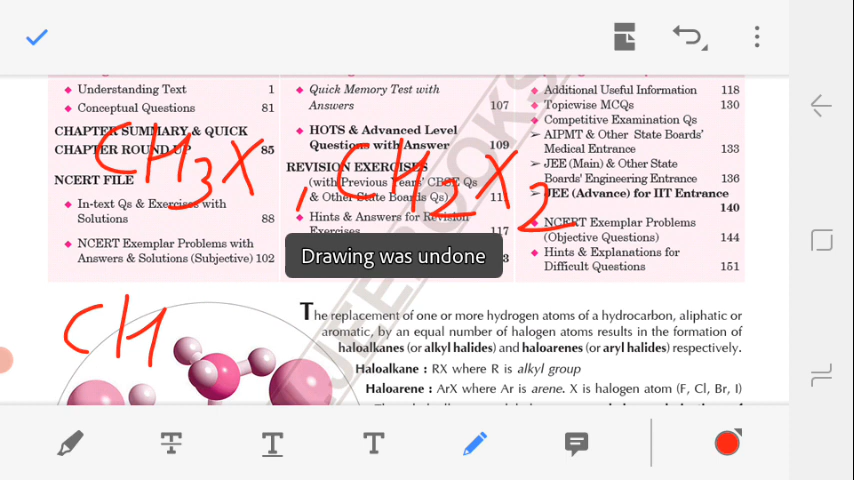 Understanding Text 1
Conceptual Questions 81
CHAPTER SUMMARY & QUICK
CHAPTER ROUND UP 85
NCERT FILE
In-text Qs & Exercises with
Solutions 88
NCERT Exemplar Problems with
Answers & Solutions (Subjective) 102
Quick Memory Test with
Answers 107
HOTS & Advanced Level
Questions with Answer 109
REVISION EXERCISES
(with Previous Years' CBSE Qs
& Other State Boards Qs)
Hints & Answers for Revision
Exercises 117
Additional Useful Information 118
Topicwise MCQs 130
Competitive Examination Qs
➢ AIPMT & Other State Boards'
Medical Entrance 133
➢ JEE (Main) & Other State
Boards' Engineering Entrance 136
➢ JEE (Advance) for IIT Entrance
140
NCERT Exemplar Problems
(Objective Questions) 144
Hints & Explanations for
Difficult Questions 151
CH3X, CH2X2
CH
Drawing was undone
The replacement of one or more hydrogen atoms of a hydrocarbon, aliphatic or
aromatic, by an equal number of halogen atoms results in the formation of
haloalkanes (or alkyl halides) and haloarenes (or aryl halides) respectively.
Haloalkane : RX where R is alkyl group
Haloarene : ArX where Ar is arene. X is halogen atom (F, Cl, Br, I)
T
T
T